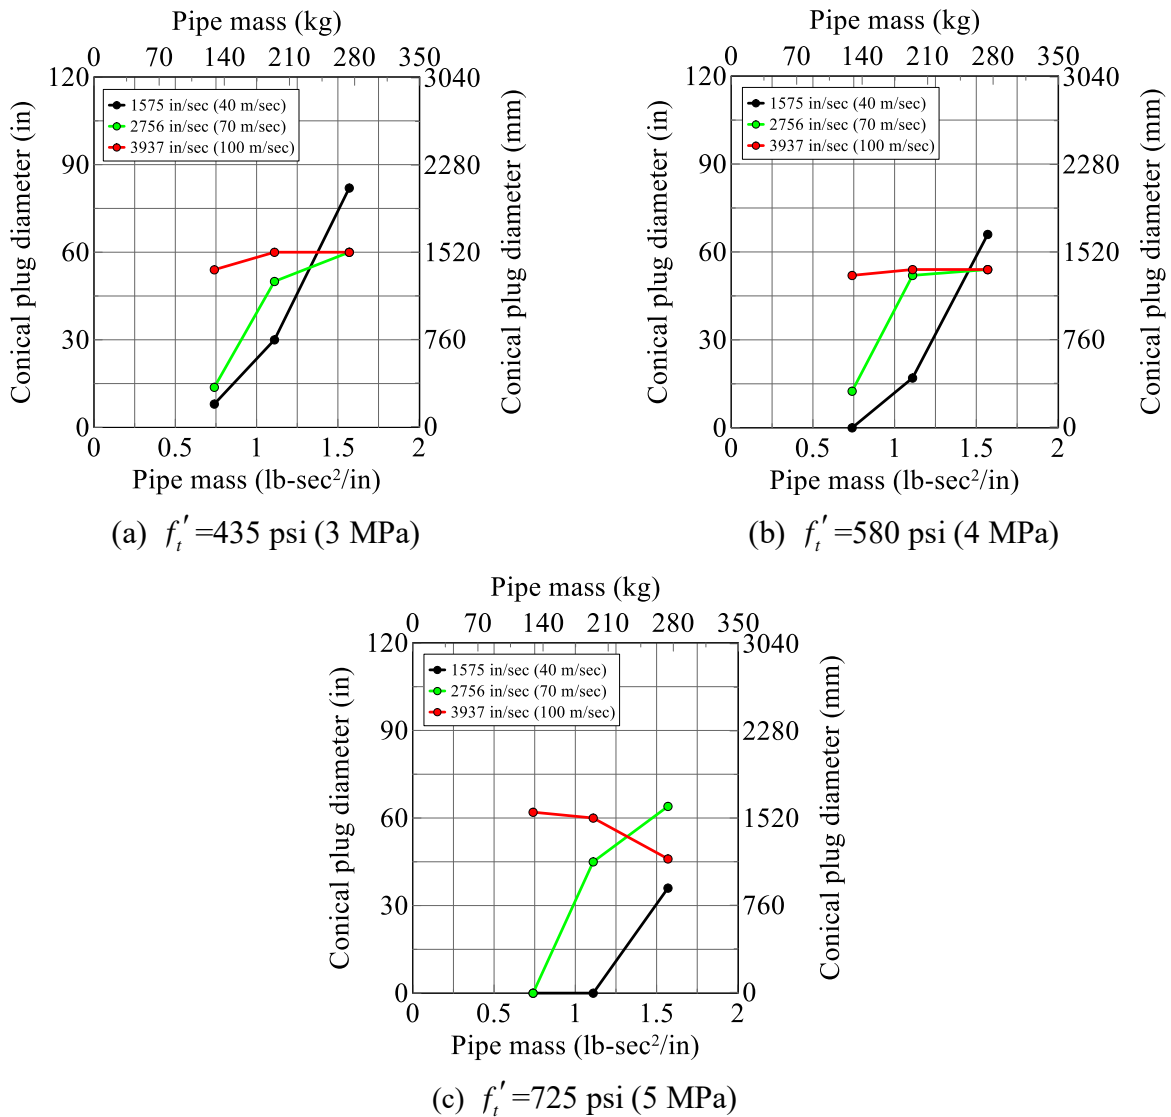 Pipe mass (kg)
0 70 140 210 280 350
120 3040
1575 in/sec (40 m/sec)
2756 in/sec (70 m/sec)
3937 in/sec (100 m/sec)
90 2280
60 1520
30 760
0 0
Conical plug diameter (in)
Conical plug diameter (mm)
0 0.5 1 1.5 2
Pipe mass (lb-sec²/in)
(a) fₜ′=435 psi (3 MPa)
Pipe mass (kg)
0 70 140 210 280 350
120 3040
1575 in/sec (40 m/sec)
2756 in/sec (70 m/sec)
3937 in/sec (100 m/sec)
90 2280
60 1520
30 760
0 0
Conical plug diameter (in)
Conical plug diameter (mm)
0 0.5 1 1.5 2
Pipe mass (lb-sec²/in)
(b) fₜ′=580 psi (4 MPa)
Pipe mass (kg)
0 70 140 210 280 350
120 3040
1575 in/sec (40 m/sec)
2756 in/sec (70 m/sec)
3937 in/sec (100 m/sec)
90 2280
60 1520
30 760
0 0
Conical plug diameter (in)
Conical plug diameter (mm)
0 0.5 1 1.5 2
Pipe mass (lb-sec²/in)
(c) fₜ′=725 psi (5 MPa)